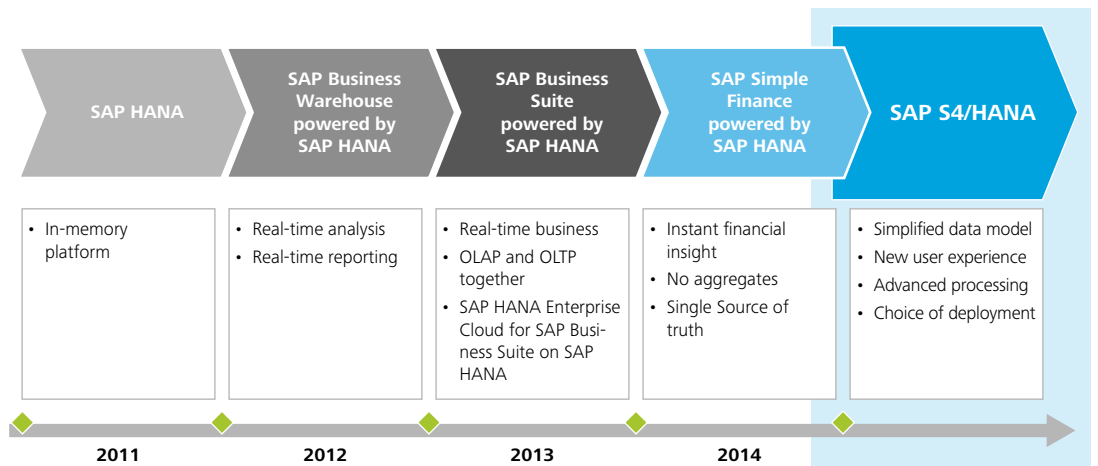 SAP HANA
SAP Business
Warehouse
powered by
SAP HANA
SAP Business
Suite
powered by
SAP HANA
SAP Simple
Finance
powered by
SAP HANA
SAP S4/HANA
• In-memory
platform
• Real-time analysis
• Real-time reporting
• Real-time business
• OLAP and OLTP
together
• SAP HANA Enterprise
Cloud for SAP Busi-
ness Suite on SAP
HANA
• Instant financial
insight
• No aggregates
• Single Source of
truth
• Simplified data model
• New user experience
• Advanced processing
• Choice of deployment
2011
2012
2013
2014